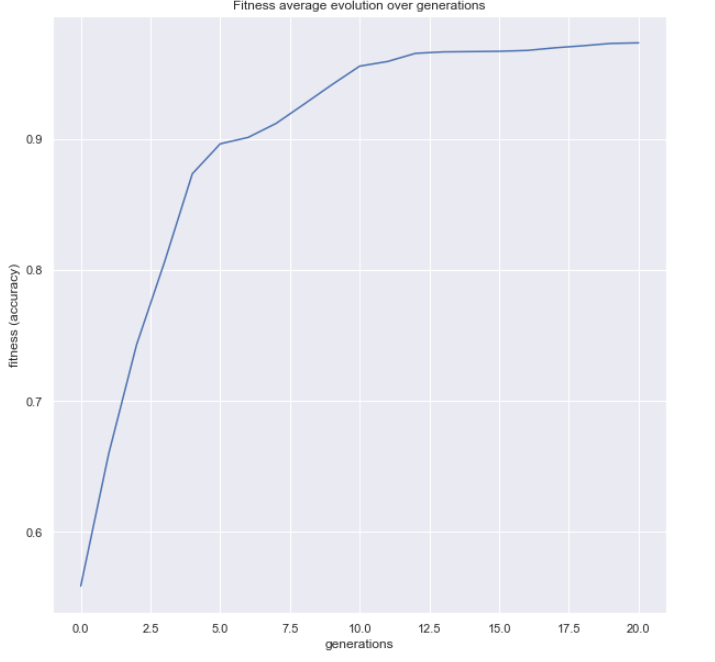 Fitness average evolution over generations
fitness (accuracy)
0.9
0.8
0.7
0.6
0.0 2.5 5.0 7.5 10.0 12.5 15.0 17.5 20.0
generations